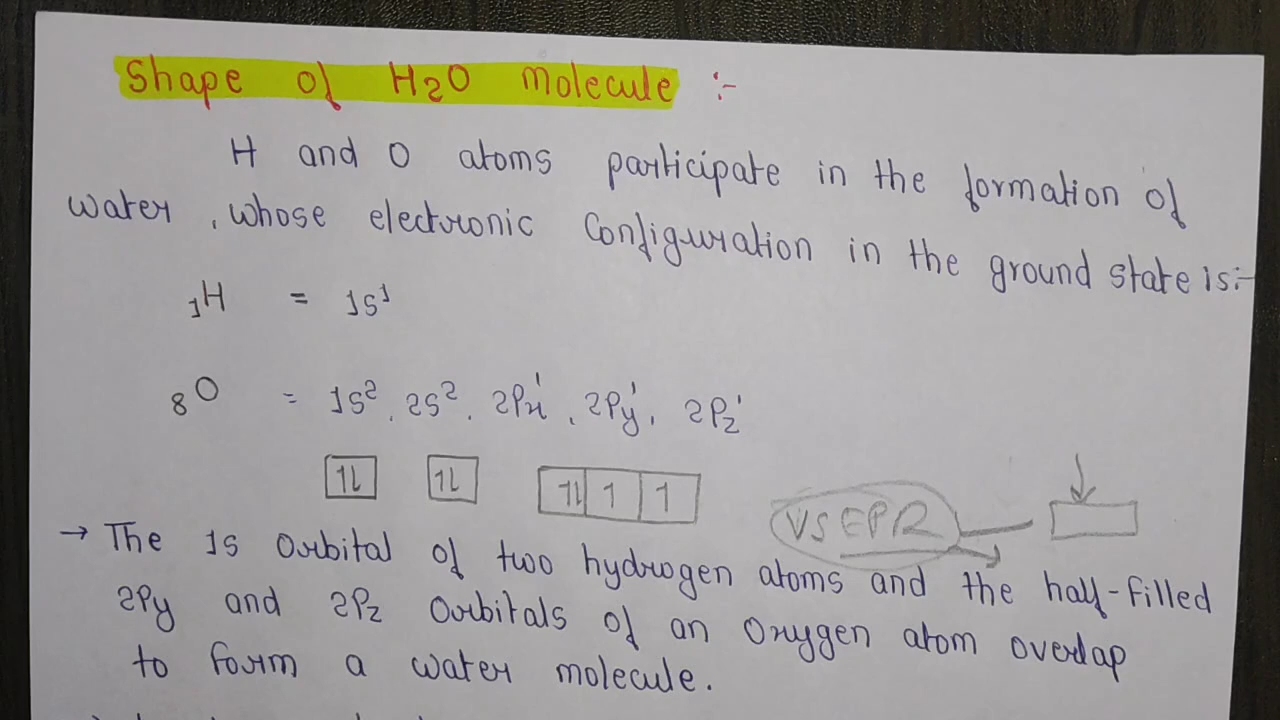 Shape of H2O Molecule :-
H and O atoms participate in the formation of
water, whose electronic Configuration in the ground state is:-
₁H = 1s¹
₈O = 1s², 2s², 2Px¹, 2Py¹, 2Pz¹
1l 1l 1l 1 1
VSEPR
→ The 1s Orbital of two hydrogen atoms and the half-filled
2Py and 2Pz Orbitals of an Oxygen atom overlap
to form a water molecule.